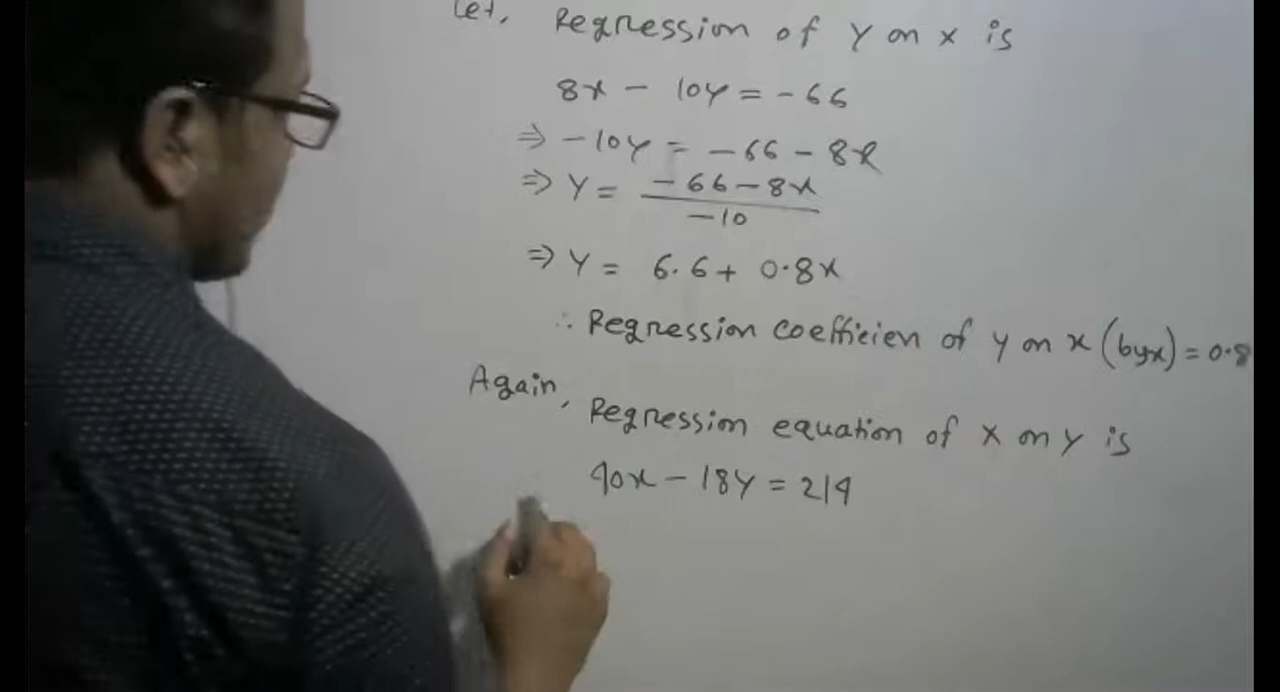 Let, Regression of Y on x is
8x - 10y = -66
⇒ -10y = -66 - 8x
⇒ Y = -66-8x
-10
⇒ Y = 6.6 + 0.8x
∴ Regression coefficien of y on x (byx) = 0.8
Again, Regression equation of X on y is
40x - 18y = 214